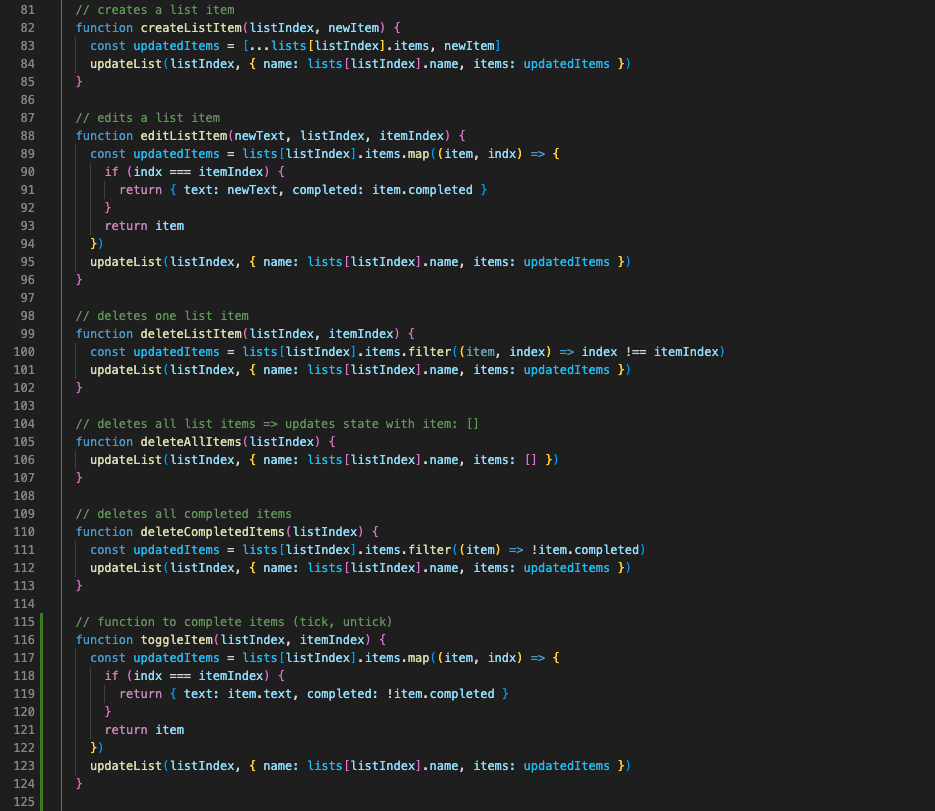 81 // creates a list item
82 function createListItem(listIndex, newItem) {
83 const updatedItems = [...lists[listIndex].items, newItem]
84 updateList(listIndex, { name: lists[listIndex].name, items: updatedItems })
85 }
86
87 // edits a list item
88 function editListItem(newText, listIndex, itemIndex) {
89 const updatedItems = lists[listIndex].items.map((item, indx) => {
90 if (indx === itemIndex) {
91 return { text: newText, completed: item.completed }
92 }
93 return item
94 })
95 updateList(listIndex, { name: lists[listIndex].name, items: updatedItems })
96 }
97
98 // deletes one list item
99 function deleteListItem(listIndex, itemIndex) {
100 const updatedItems = lists[listIndex].items.filter((item, index) => index !== itemIndex)
101 updateList(listIndex, { name: lists[listIndex].name, items: updatedItems })
102 }
103
104 // deletes all list items => updates state with item: []
105 function deleteAllItems(listIndex) {
106 updateList(listIndex, { name: lists[listIndex].name, items: [] })
107 }
108
109 // deletes all completed items
110 function deleteCompletedItems(listIndex) {
111 const updatedItems = lists[listIndex].items.filter((item) => !item.completed)
112 updateList(listIndex, { name: lists[listIndex].name, items: updatedItems })
113 }
114
115 // function to complete items (tick, untick)
116 function toggleItem(listIndex, itemIndex) {
117 const updatedItems = lists[listIndex].items.map((item, indx) => {
118 if (indx === itemIndex) {
119 return { text: item.text, completed: !item.completed }
120 }
121 return item
122 })
123 updateList(listIndex, { name: lists[listIndex].name, items: updatedItems })
124 }
125